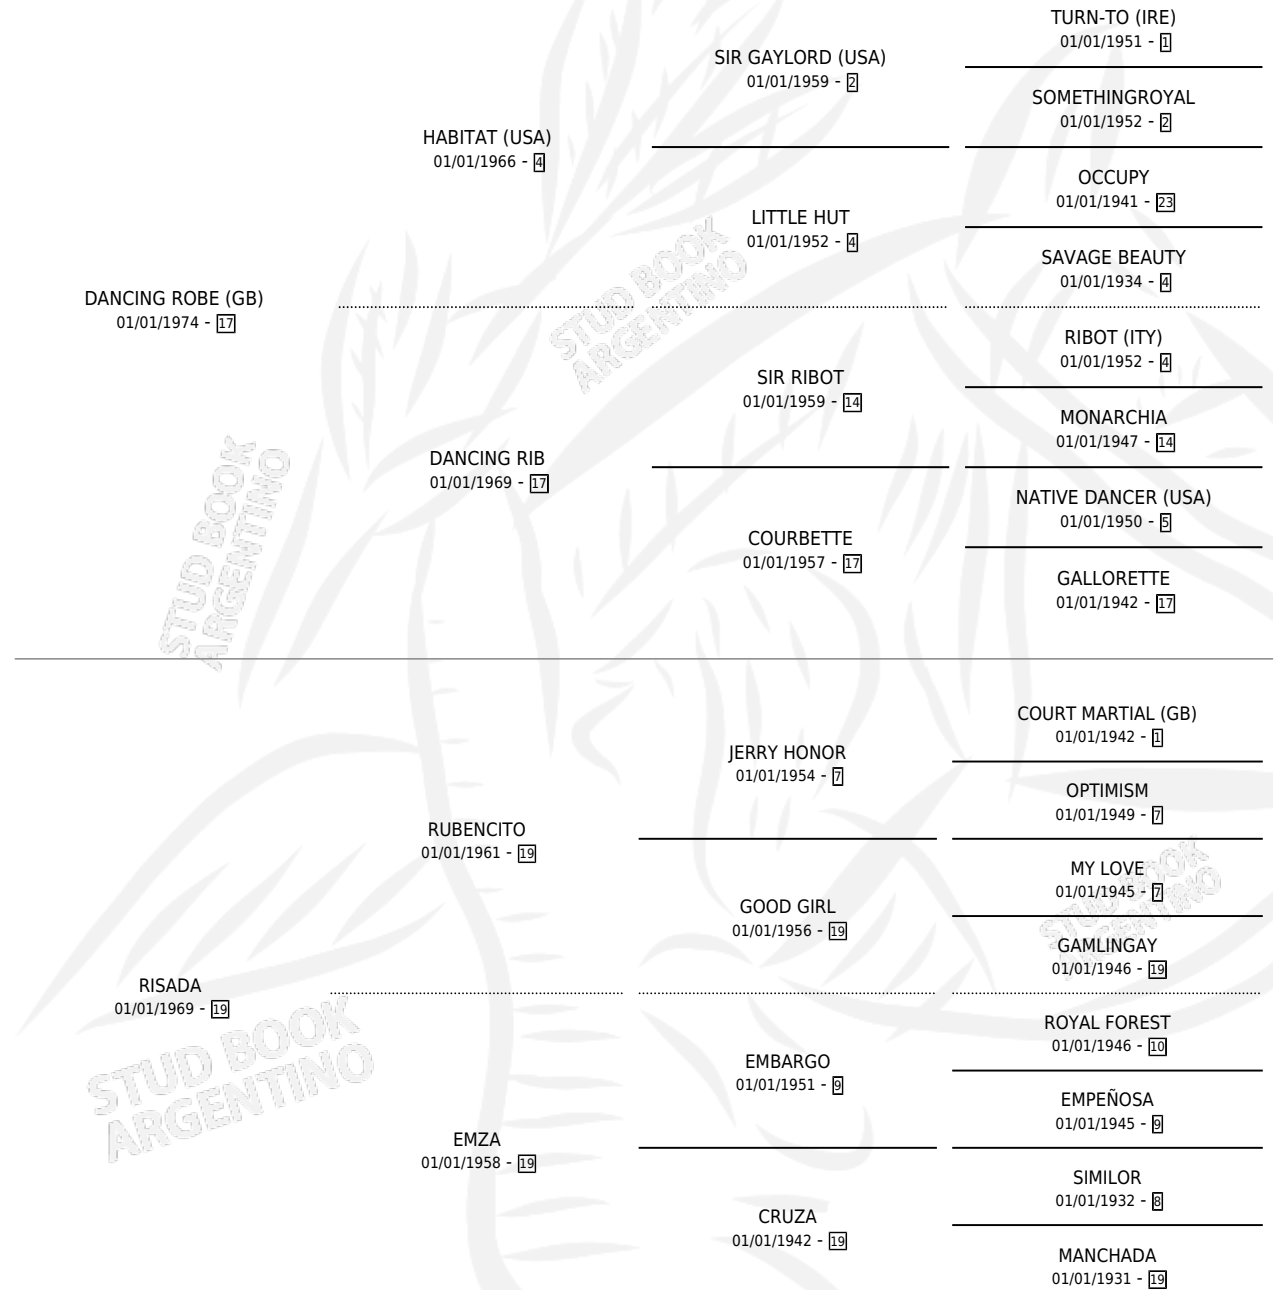 DANCING ROBE (GB)
01/01/1974 - 17
HABITAT (USA)
01/01/1966 - 4
SIR GAYLORD (USA)
01/01/1959 - 2
TURN-TO (IRE)
01/01/1951 - 1
SOMETHINGROYAL
01/01/1952 - 2
LITTLE HUT
01/01/1952 - 4
OCCUPY
01/01/1941 - 23
SAVAGE BEAUTY
01/01/1934 - 4
DANCING RIB
01/01/1969 - 17
SIR RIBOT
01/01/1959 - 14
RIBOT (ITY)
01/01/1952 - 4
MONARCHIA
01/01/1947 - 14
COURBETTE
01/01/1957 - 17
NATIVE DANCER (USA)
01/01/1950 - 5
GALLORETTE
01/01/1942 - 17
RISADA
01/01/1969 - 19
RUBENCITO
01/01/1961 - 19
JERRY HONOR
01/01/1954 - 7
COURT MARTIAL (GB)
01/01/1942 - 1
OPTIMISM
01/01/1949 - 7
GOOD GIRL
01/01/1956 - 19
MY LOVE
01/01/1945 - 7
GAMLINGAY
01/01/1946 - 19
EMZA
01/01/1958 - 19
EMBARGO
01/01/1951 - 9
ROYAL FOREST
01/01/1946 - 10
EMPEÑOSA
01/01/1945 - 9
CRUZA
01/01/1942 - 19
SIMILOR
01/01/1932 - 8
MANCHADA
01/01/1931 - 19
STUD BOOK
ARGENTINO
STUD BOOK
ARGENTINO
STUD BOOK
ARGENTINO
STUD BOOK
ARGENTINO